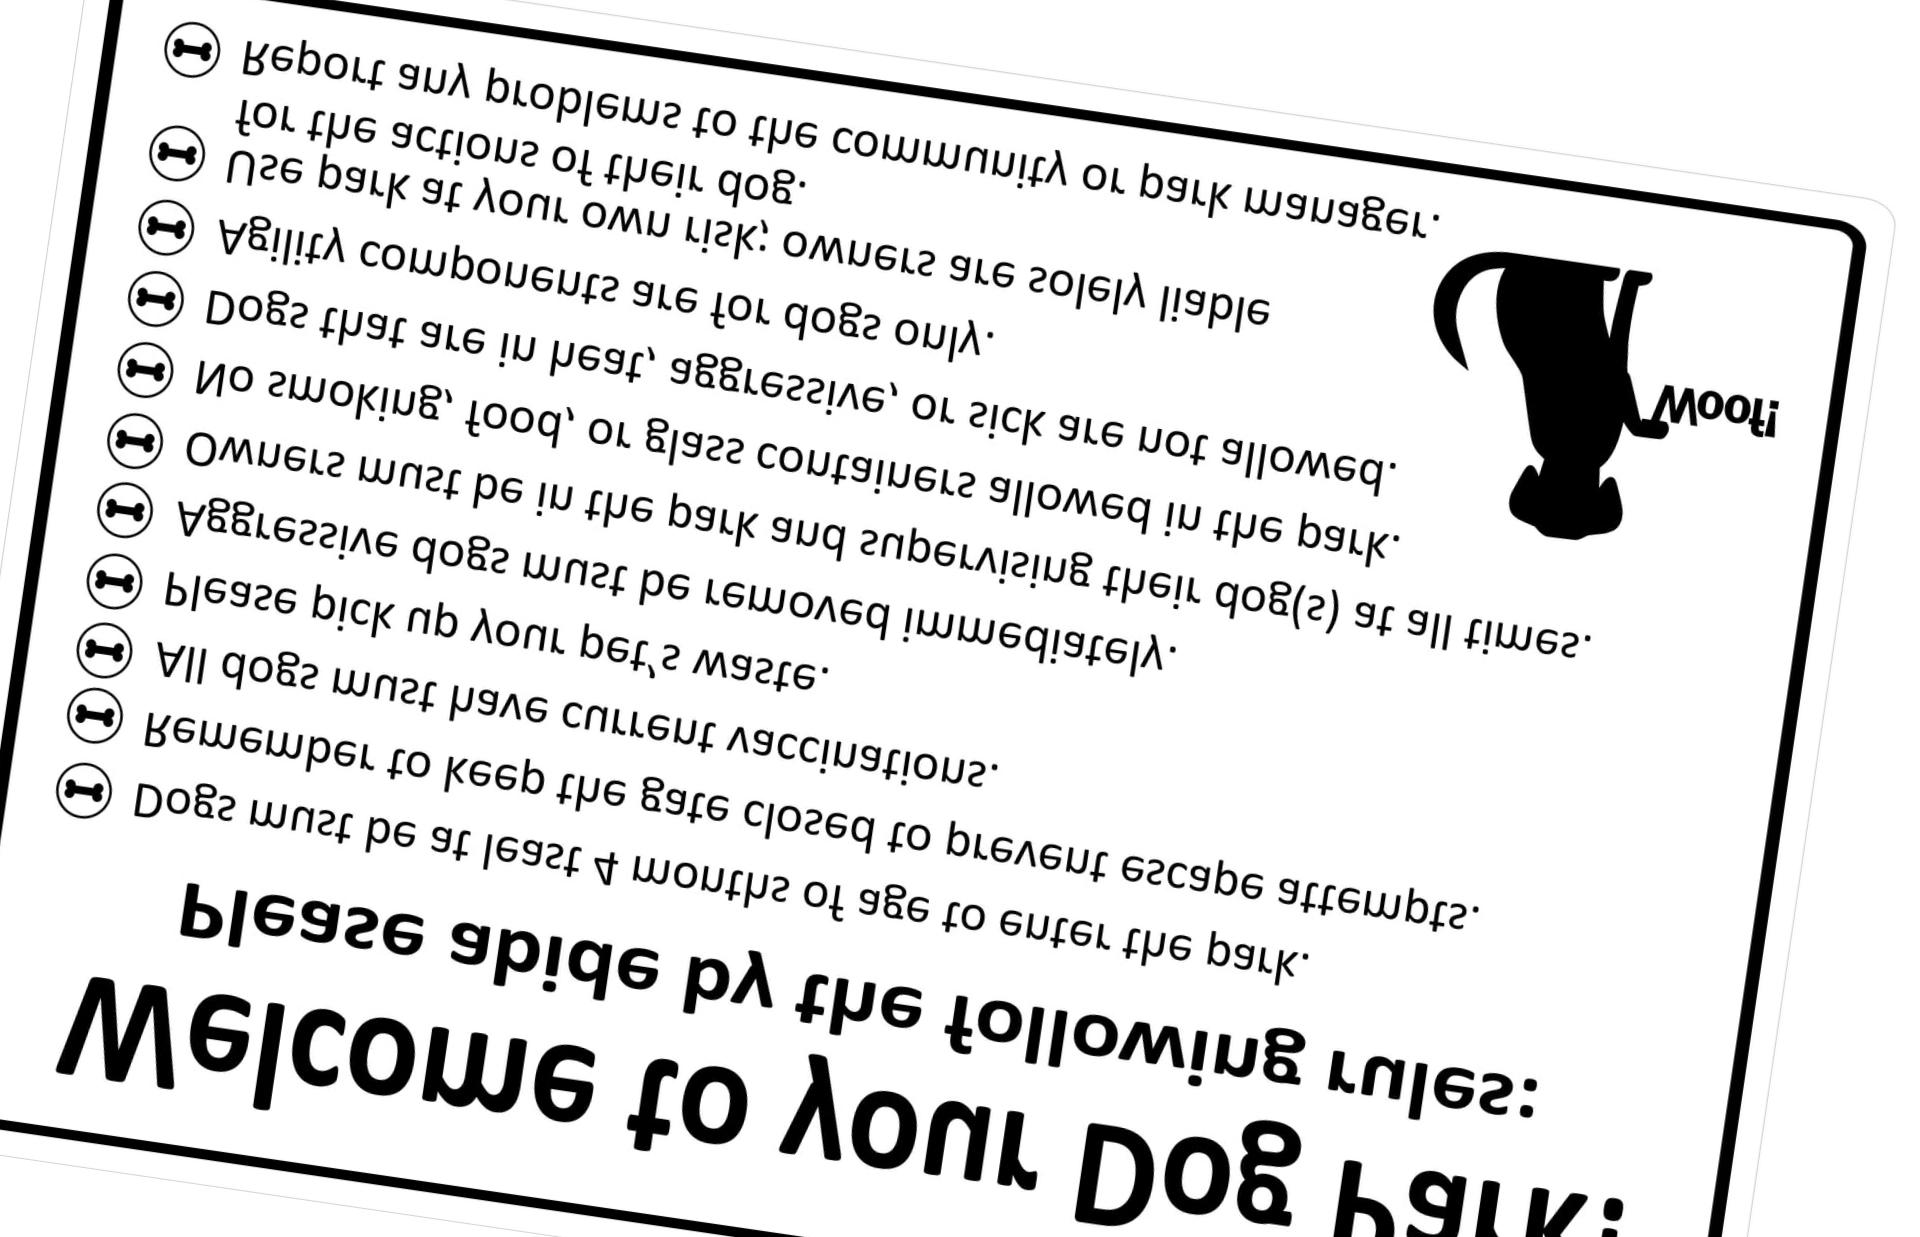 Welcome to your Dog Park!
Please abide by the following rules:
Dogs must be at least 4 months of age to enter the park.
Remember to keep the gate closed to prevent escape attempts.
All dogs must have current vaccinations.
Please pick up your pet's waste.
Aggressive dogs must be removed immediately.
Owners must be in the park and supervising their dog(s) at all times.
No smoking, food, or glass containers allowed in the park.
Dogs that are in heat, aggressive, or sick are not allowed.
Agility components are for dogs only.
Use park at your own risk; owners are solely liable
for the actions of their dog.
Report any problems to the community or park manager.
Woof!